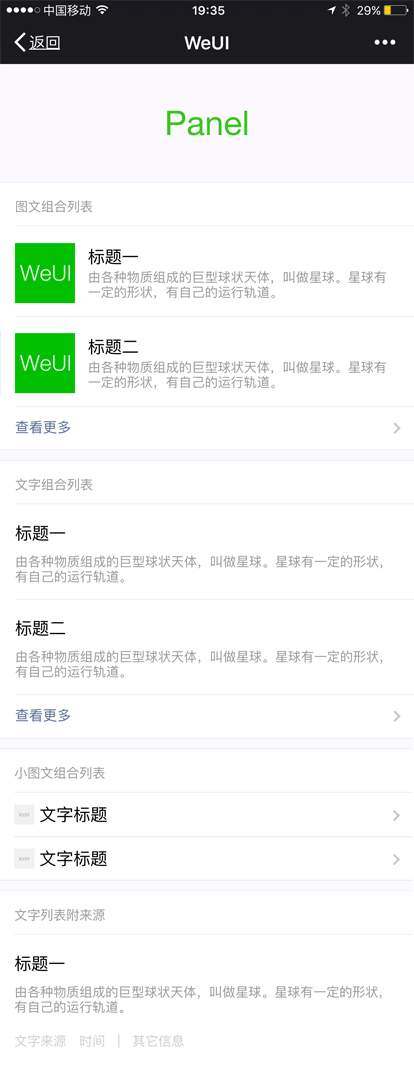 中国移动 19:35 29%
返回 WeUI
Panel
图文组合列表
WeUI
标题一
由各种物质组成的巨型球状天体，叫做星球。星球有
一定的形状，有自己的运行轨道。
WeUI
标题二
由各种物质组成的巨型球状天体，叫做星球。星球有
一定的形状，有自己的运行轨道。
查看更多
文字组合列表
标题一
由各种物质组成的巨型球状天体，叫做星球。星球有一定的形状，
有自己的运行轨道。
标题二
由各种物质组成的巨型球状天体，叫做星球。星球有一定的形状，
有自己的运行轨道。
查看更多
小图文组合列表
icon 文字标题
icon 文字标题
文字列表附来源
标题一
由各种物质组成的巨型球状天体，叫做星球。星球有一定的形状，
有自己的运行轨道。
文字来源 时间 | 其它信息